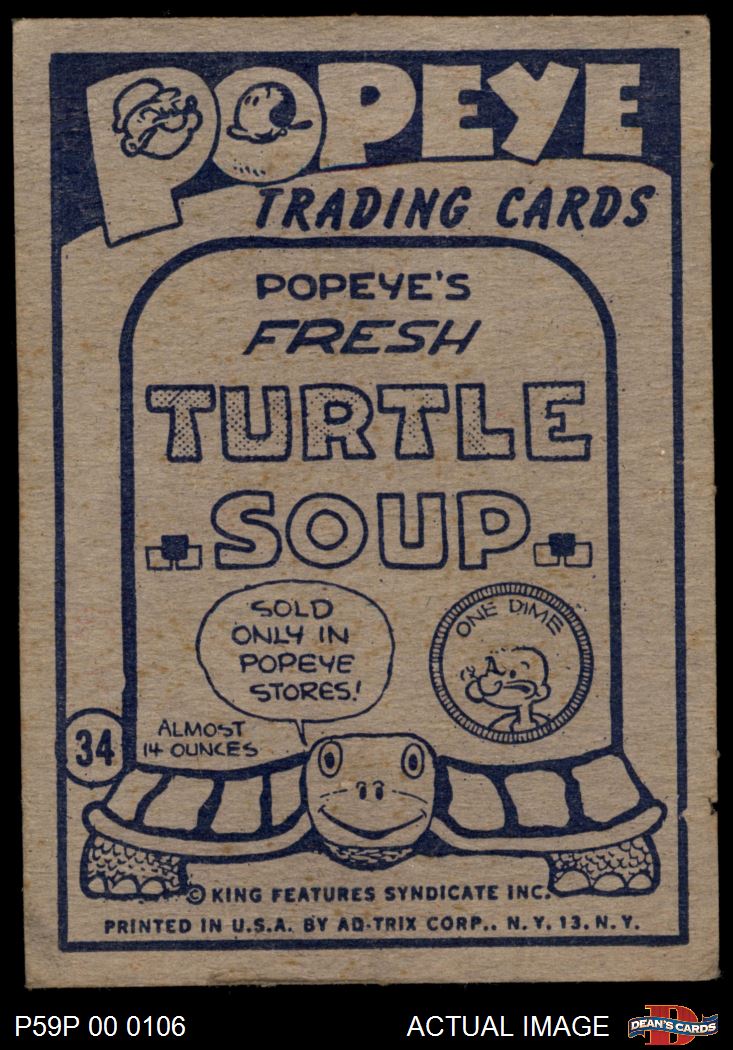 POPEYE
TRADING CARDS
POPEYE'S
FRESH
TURTLE
SOUP
SOLD
ONLY IN
POPEYE
STORES!
ONE DIME
34
ALMOST
14 OUNCES
© KING FEATURES SYNDICATE INC.
PRINTED IN U.S.A. BY AD-TRIX CORP.. N.Y. 13. N.Y.
P59P 00 0106
ACTUAL IMAGE
D
DEAN'S CARDS